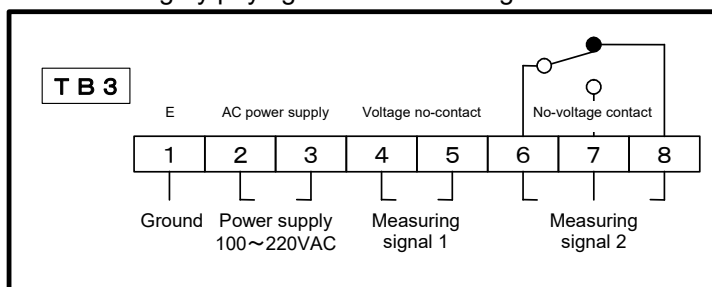 TB3
E AC power supply Voltage no-contact No-voltage contact
1 2 3 4 5 6 7 8
Ground Power supply Measuring Measuring
100～220VAC signal 1 signal 2